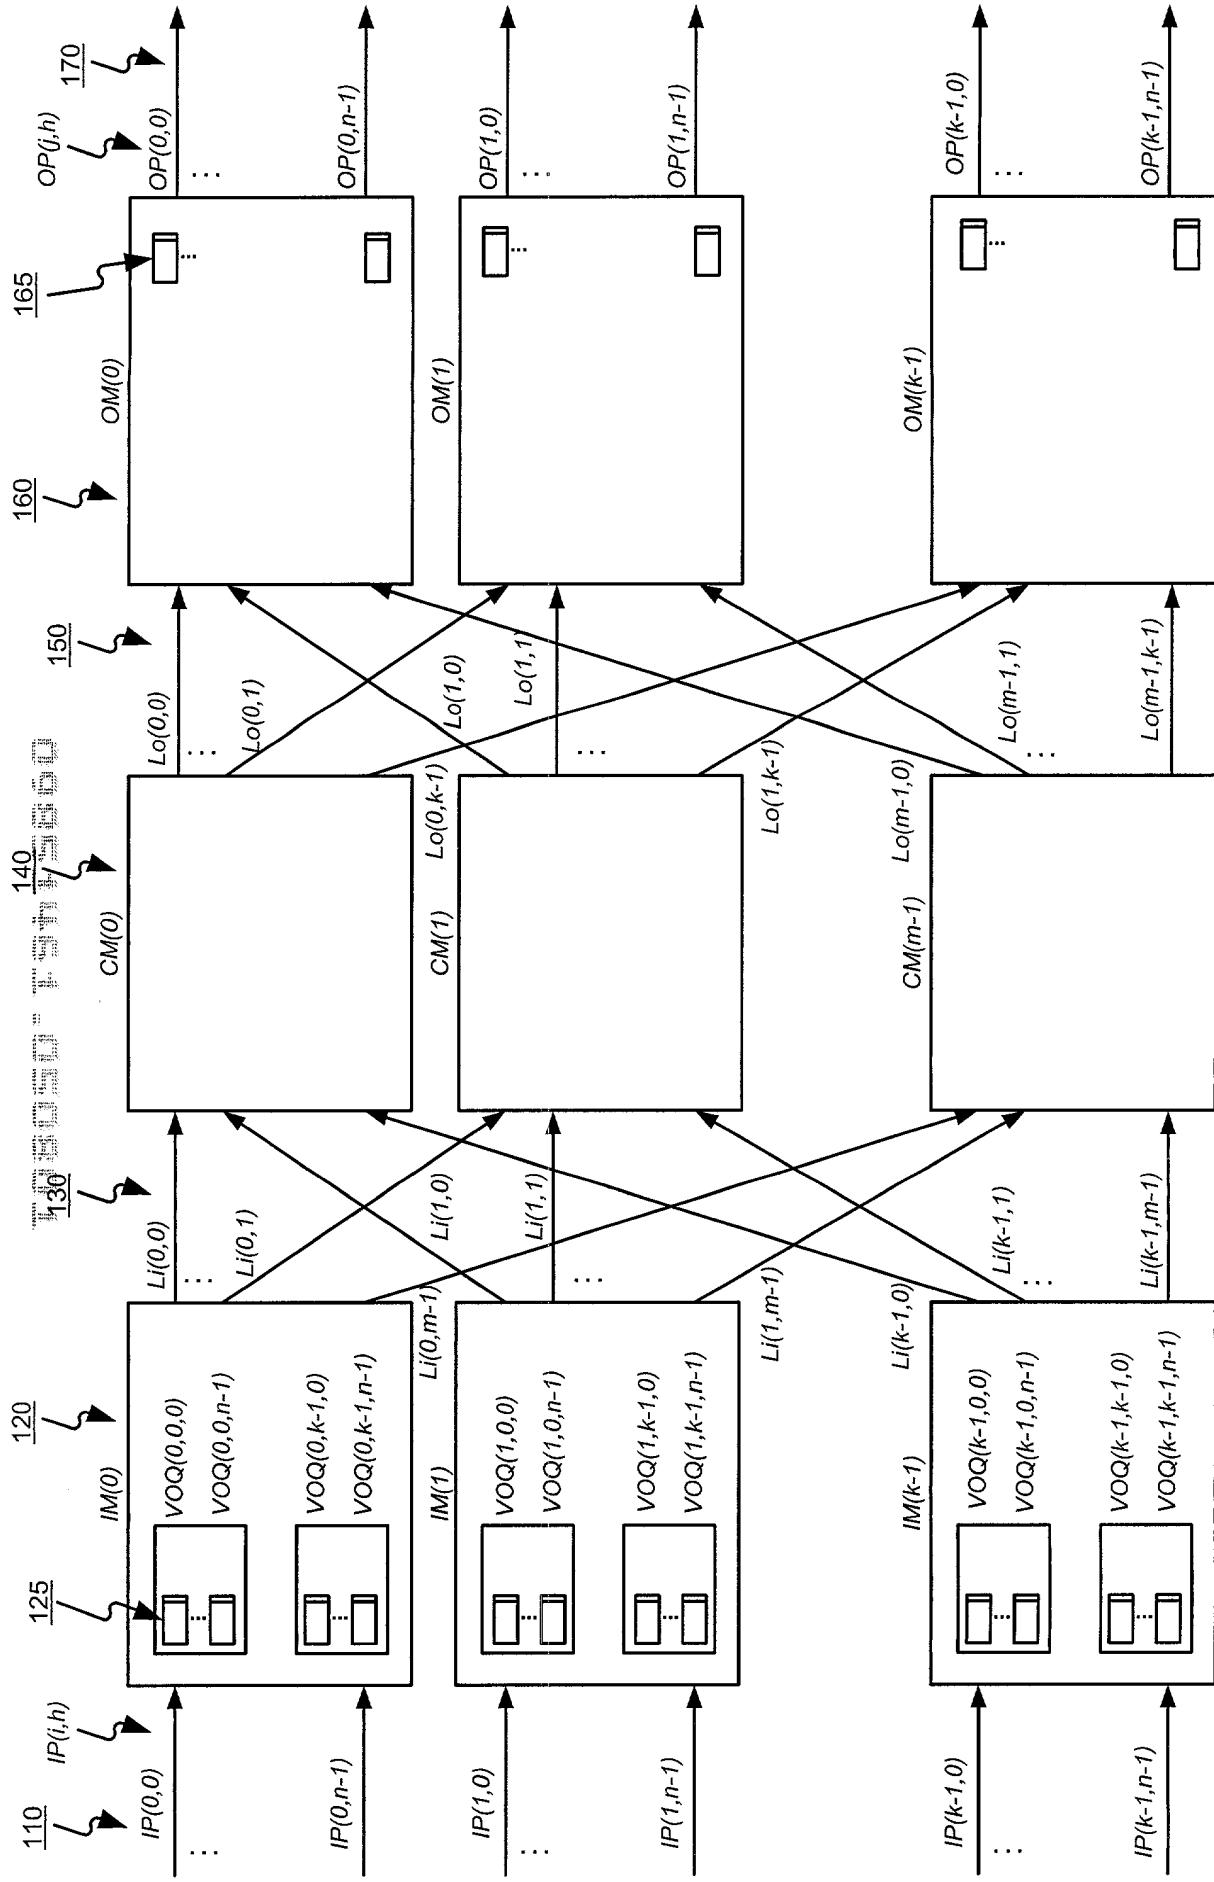 110
IP(i,h)
125
120
130
140
150
160
165
OP(j,h)
170
IP(0,0)
...
IP(0,n-1)
IM(0)
VOQ(0,0,0)
...
VOQ(0,0,n-1)
VOQ(0,k-1,0)
...
VOQ(0,k-1,n-1)
Li(0,0)
...
Li(0,1)
Li(0,m-1)
CM(0)
Lo(0,0)
...
Lo(0,1)
Lo(0,k-1)
OM(0)
...
OP(0,0)
...
OP(0,n-1)
IP(1,0)
...
IP(1,n-1)
IM(1)
VOQ(1,0,0)
...
VOQ(1,0,n-1)
VOQ(1,k-1,0)
...
VOQ(1,k-1,n-1)
Li(1,0)
Li(1,1)
...
Li(1,m-1)
CM(1)
Lo(1,0)
Lo(1,1)
...
Lo(1,k-1)
OM(1)
...
OP(1,0)
...
OP(1,n-1)
IP(k-1,0)
...
IP(k-1,n-1)
IM(k-1)
VOQ(k-1,0,0)
...
VOQ(k-1,0,n-1)
VOQ(k-1,k-1,0)
...
VOQ(k-1,k-1,n-1)
Li(k-1,0)
Li(k-1,1)
...
Li(k-1,m-1)
CM(m-1)
Lo(m-1,0)
Lo(m-1,1)
...
Lo(m-1,k-1)
OM(k-1)
...
OP(k-1,0)
...
OP(k-1,n-1)